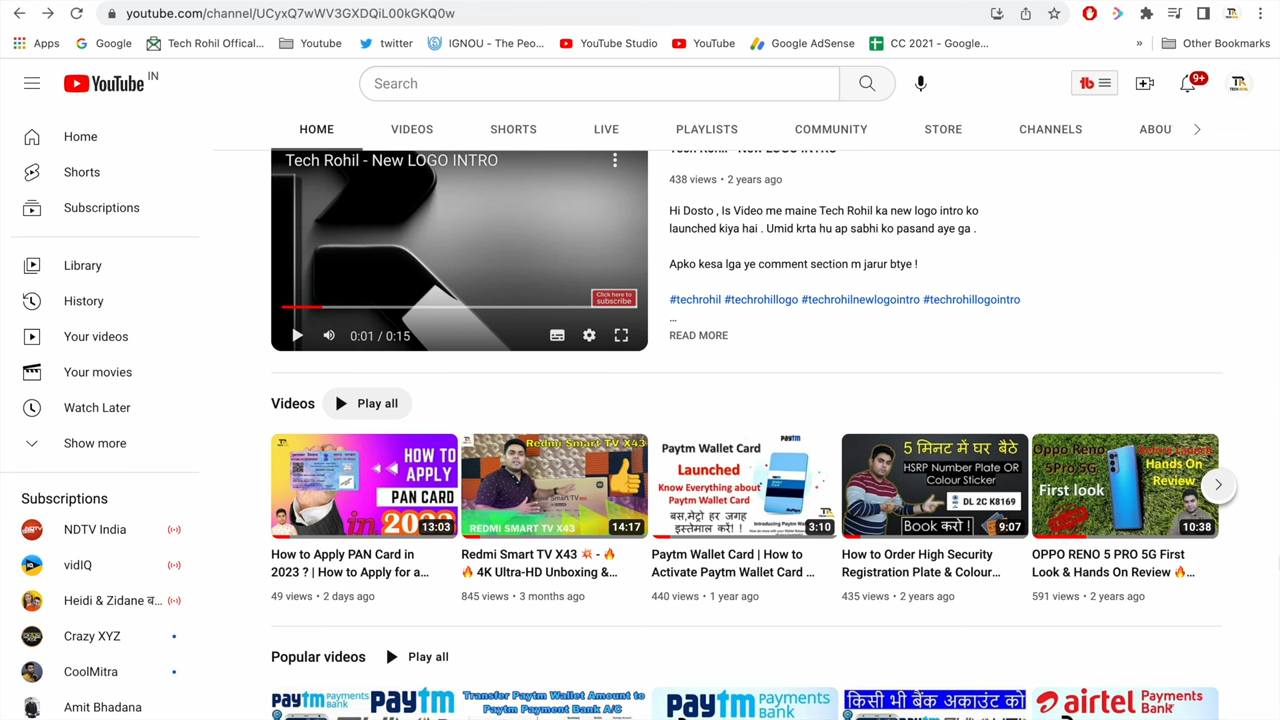 youtube.com/channel/UCyxQ7wWV3GXDQiL00kGKQ0w
Apps
Google
Tech Rohil Offical...
Youtube
twitter
IGNOU - The Peo...
YouTube Studio
YouTube
Google AdSense
CC 2021 - Google...
»
Other Bookmarks
YouTube IN
Search
9+
HOME
VIDEOS
SHORTS
LIVE
PLAYLISTS
COMMUNITY
STORE
CHANNELS
ABOU
Home
Shorts
Subscriptions
Library
History
Your videos
Your movies
Watch Later
Show more
Subscriptions
NDTV India
vidIQ
Heidi & Zidane ब...
Crazy XYZ
CoolMitra
Amit Bhadana
Tech Rohil - New LOGO INTRO
Click here to
subscribe
0:01 / 0:15
Tech Rohil - New LOGO INTRO
438 views • 2 years ago
Hi Dosto , Is Video me maine Tech Rohil ka new logo intro ko
launched kiya hai . Umid krta hu ap sabhi ko pasand aye ga .
Apko kesa lga ye comment section m jarur btye !
#techrohil #techrohillogo #techrohilnewlogointro #techrohillogointro
...
READ MORE
Videos
Play all
HOW TO
APPLY
PAN CARD
in 2023
13:03
How to Apply PAN Card in
2023 ? | How to Apply for a...
49 views • 2 days ago
Redmi Smart TV X43
REDMI SMART TV X43
14:17
Redmi Smart TV X43 💥 - 🔥
🔥 4K Ultra-HD Unboxing &...
845 views • 3 months ago
Paytm Wallet Card
Launched
Know Everything about
Paytm Wallet Card
बस,मेट्रो हर जगह
इस्तेमाल करें! !
paytm
Introducing Paytm
3:10
Paytm Wallet Card | How to
Activate Paytm Wallet Card ...
440 views • 1 year ago
5 मिनट में घर बैठे
HSRP Number Plate OR
Colour Sticker
DL 2C K8169
Book करो !
9:07
How to Order High Security
Registration Plate & Colour...
435 views • 2 years ago
Oppo Reno
5Pro 5G
First look
Hands On
Review
10:38
OPPO RENO 5 PRO 5G First
Look & Hands On Review 🔥...
591 views • 2 years ago
Popular videos
Play all
paytm Payments Bank
paytm
Transfer Paytm Wallet Amount to
Paytm Payment Bank A/C
paytm Payments
Bank
किसी भी बैंक अकाउंट को
airtel Payments
Bank